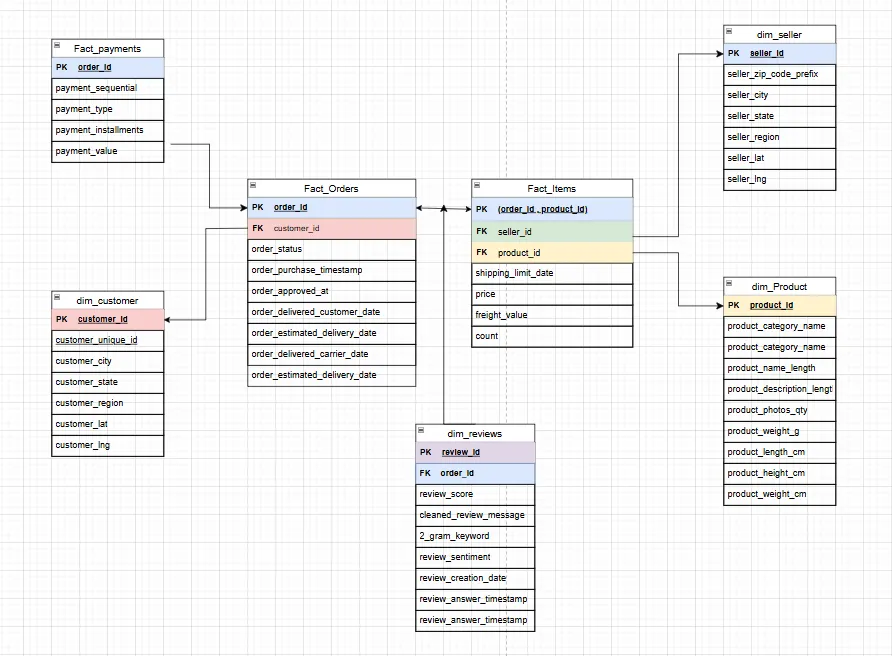 Fact_payments
PK order_id
payment_sequential
payment_type
payment_installments
payment_value
dim_seller
PK seller_id
seller_zip_code_prefix
seller_city
seller_state
seller_region
seller_lat
seller_lng
Fact_Orders
PK order_id
FK customer_id
order_status
order_purchase_timestamp
order_approved_at
order_delivered_customer_date
order_estimated_delivery_date
order_delivered_carrier_date
order_estimated_delivery_date
Fact_Items
PK (order_id , product_id)
FK seller_id
FK product_id
shipping_limit_date
price
freight_value
count
dim_customer
PK customer_id
customer_unique_id
customer_city
customer_state
customer_region
customer_lat
customer_lng
dim_Product
PK product_id
product_category_name
product_category_name
product_name_length
product_description_lengt
product_photos_qty
product_weight_g
product_length_cm
product_height_cm
product_weight_cm
dim_reviews
PK review_id
FK order_id
review_score
cleaned_review_message
2_gram_keyword
review_sentiment
review_creation_date
review_answer_timestamp
review_answer_timestamp